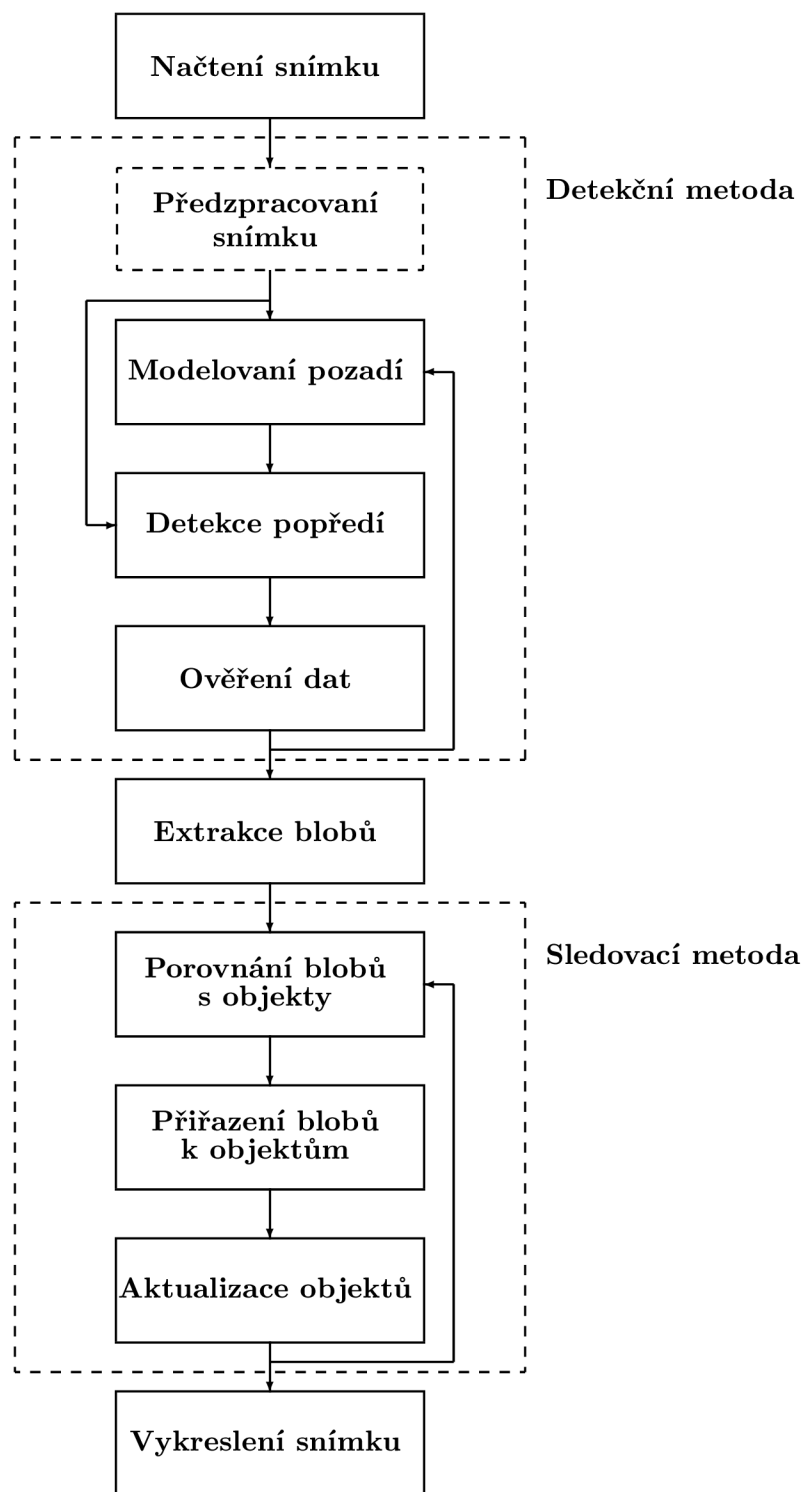 Načtení snímku
Detekční metoda
Předzpracovaní
snímku
Modelovaní pozadí
Detekce popředí
Ověření dat
Extrakce blobů
Sledovací metoda
Porovnání blobů
s objekty
Přiřazení blobů
k objektům
Aktualizace objektů
Vykreslení snímku